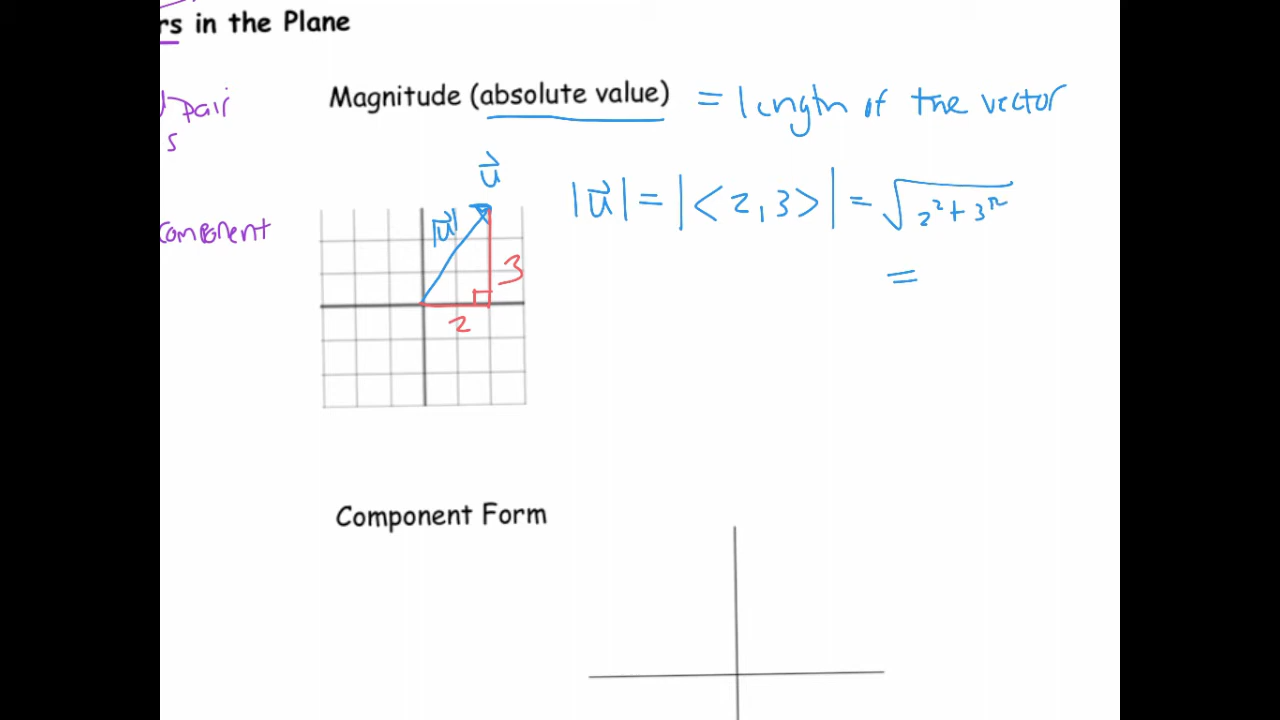 rs in the Plane
pair
s
component
Magnitude (absolute value) = length of the vector
u⃗
|u⃗|
3
2
|u⃗| = |<2,3>| = √2²+3²
=
Component Form